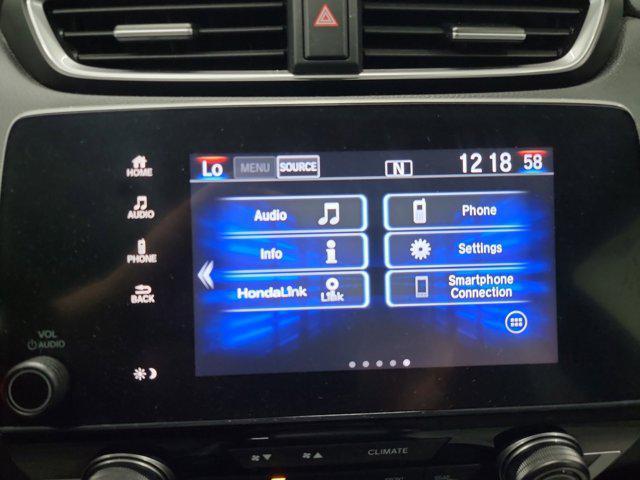 Lo MENU SOURCE N 12 18 58
HOME
AUDIO
PHONE
BACK
Audio
Phone
Info
i
Settings
HondaLink
Link
Smartphone
Connection
VOL
AUDIO
CLIMATE